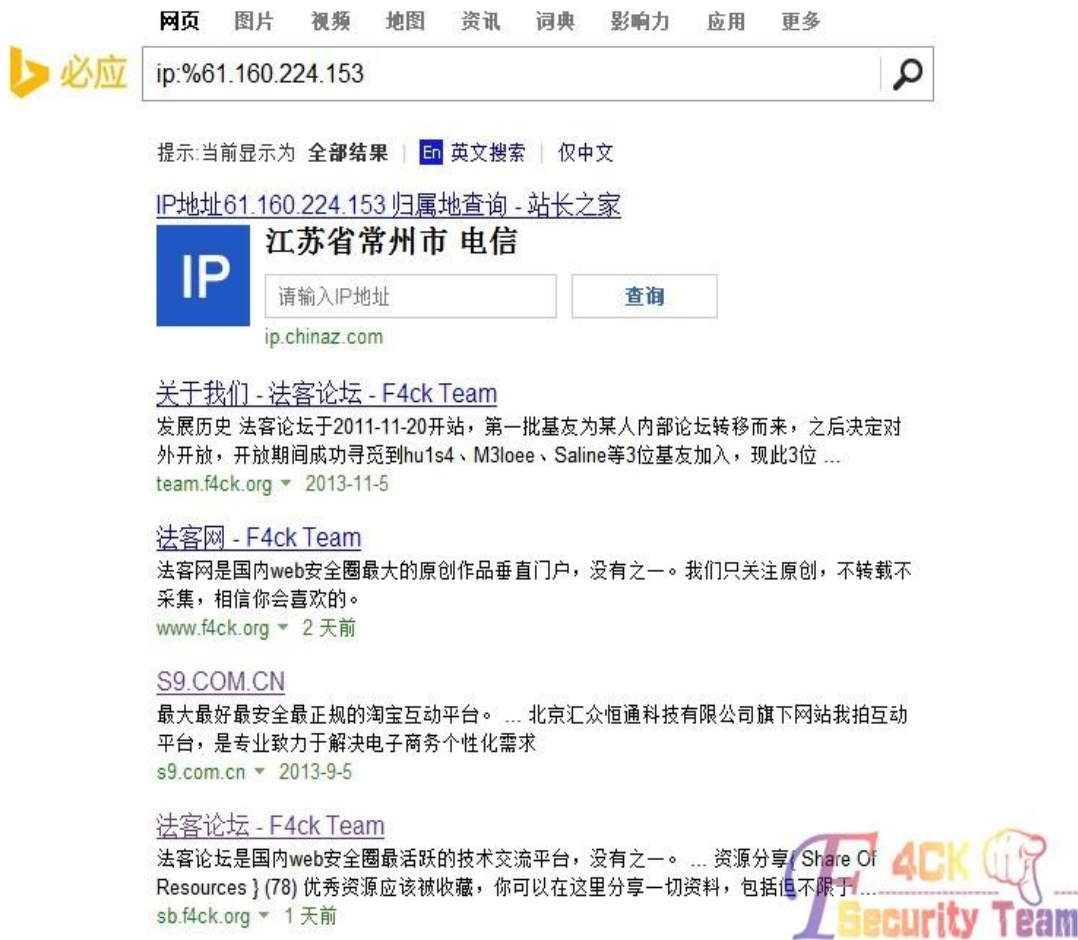 网页 图片 视频 地图 资讯 词典 影响力 应用 更多
必应
ip:%61.160.224.153
提示:当前显示为 全部结果 | En 英文搜索 | 仅中文
IP地址61.160.224.153 归属地查询 - 站长之家
IP
江苏省常州市 电信
请输入IP地址 查询
ip.chinaz.com
关于我们 - 法客论坛 - F4ck Team
发展历史 法客论坛于2011-11-20开站，第一批基友为某人内部论坛转移而来，之后决定对
外开放，开放期间成功寻觅到hu1s4、M3loee、Saline等3位基友加入，现此3位 ...
team.f4ck.org 2013-11-5
法客网 - F4ck Team
法客网是国内web安全圈最大的原创作品垂直门户，没有之一。我们只关注原创，不转载不
采集，相信你会喜欢的。
www.f4ck.org 2 天前
S9.COM.CN
最大最好最安全最正规的淘宝互动平台。 ... 北京汇众恒通科技有限公司旗下网站我拍互动
平台，是专业致力于解决电子商务个性化需求
s9.com.cn 2013-9-5
法客论坛 - F4ck Team
法客论坛是国内web安全圈最活跃的技术交流平台，没有之一。 ... 资源分享{ Share Of
Resources } (78) 优秀资源应该被收藏，你可以在这里分享一切资料，包括但不限于 ...
sb.f4ck.org 1 天前
F4CK
Security Team